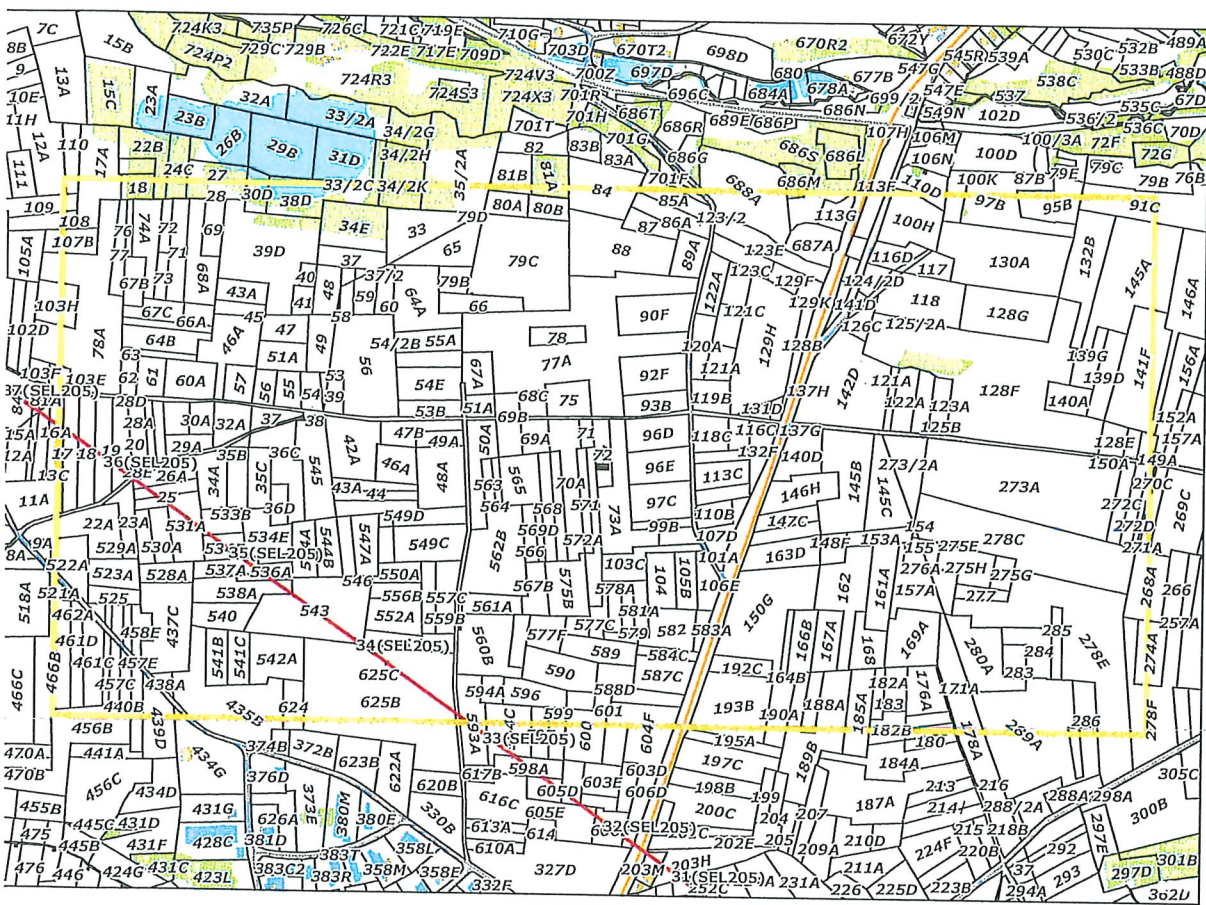 7C
724K3 735P 726C 721C 719E 710G 703D 670T2 698D 670R2 672Y 545R 539A 530C 532B 489A
8B 15B 724P2 729C 729B 722E 717E 709D 700Z 697D 680 677B 547G 538C 533B 488D
9 13A 15C 23A 32A 724R3 724S3 724V3 696C 684A 678A 699/2 547E 537 535C 67D
10E 23B 33/2A 724X3 701R 686T 689E 686P 686N 549N 102D 536/2
11H 12A 110 26B 29B 31D 34/2G 701H 701T 701G 686R 107H 106M 100/3A 536C 70D
111 17A 22B 34/2H 35/2A 82 83B 83A 686G 686S 686L 106N 100D 72F 72G
18 24C 27 33/2C 34/2K 81B 81A 701F 686M 113F 110D 100K 87B 79E 79C 79B 76B
109 28 30D 38D 80A 80B 84 85A 688A 97B 95B 91C
108 76 74A 72 69 34E 33 79D 87 86A 123/2 113G 100H
105A 107B 77 71 39D 37 65 79C 88 89A 123E 687A 116D 130A 132B 145A
67B 73 68A 40 48 37/2 79B 123C 129F 117 124/2D 146A
103H 43A 41 59 60 64A 66 122A 129K 141D 118
102D 78A 67C 66A 45 58 90F 121C 126C 125/2A 128G
64B 46A 47 49 54/2B 55A 78 120A 129H 128B 139G 141F
103F 103E 63 51A 56 77A 139D 156A
37(SEL205) 62 61 60A 57 56 55 54 53 54E 67A 92F 121A 137H 142D 121A 128F
81A 28D 39 68C 75 119B 122A 123A 140A
16A 28A 30A 32A 37 38 53B 51A 69B 93B 131D 125B 152A
15A 20 47B 50A 71 96D 118C 116C 137G 128E 157A
12A 17 18 19 29A 35B 36C 42A 49A 69A 72 132F 140D 150A 149A
36(SEL205) 28E 26A 34A 35C 545 46A 48A 96E 113C 145B 273/2A 270C
13C 25 43A 44 563 565 70A 97C 146H 145C 273A 269C
11A 22A 23A 531A 533B 36D 549D 564 568 571 73A 110B 272C
529A 530A 534E 544B 547A 549C 562B 569D 572A 99B 147C 154 272D
35(SEL205) 107D 148F 153A 155 275E 278C 271A
522A 523A 528A 537A 536A 546 550A 566 103C 101A 163D 276A 275H 275G
518A 521A 525 538A 556B 557C 567B 575B 578A 104 105B 106E 162 161A 157A 277 268A 266
462A 540 543 552A 559B 561A 581A 150G 257A
461D 458E 437C 577C 579 582 583A 285
466B 461C 457E 541B 541C 542A 34(SEL205) 560B 577F 589 584C 166B 167A 168 169A 280A 284 278E 274A
466C 457C 438A 625C 590 587C 192C 164B 283
440B 439D 435B 624 625B 594A 596 588D 193B 190A 188A 185A 182A 176A 171A
456B 599 601 183 286 278F
33(SEL205) 593A 600 604F 182B 178A 289A
470A 441A 434G 374B 372B 623B 622A 195A 189B 180
470B 456C 376D 617B 598A 603D 197C 184A 305C
434D 373E 380M 620B 603E 606D 198B 199 213 216 288A 298A
455B 431G 626A 380E 330B 616C 605D 200C 204 207 187A 214 288/2A 300B
475 445C 431D 428C 381D 613A 605E 614 32(SEL205) 202E 205 210D 215 218B 297E
445B 431F 383T 358L 610A 209A 224F 220B 292
476 446 424G 431C 423L 383C2 383R 358M 358E 332F 327D 203M 203H 31(SEL205) 231A 211A 37 293 297D 301B
252C 226 225D 223B 294A 302D